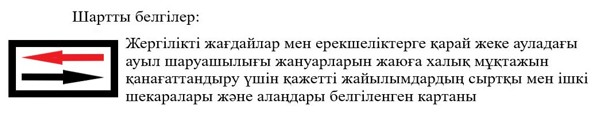 Шартты белгілер:
Жергілікті жағдайлар мен ерекшеліктерге қарай жеке ауладағы
ауыл шаруашылығы жануарларын жаюға халық мұқтажын
қанағаттандыру үшін қажетті жайылымдардың сыртқы мен ішкі
шекаралары және алаңдары белгіленген картаны